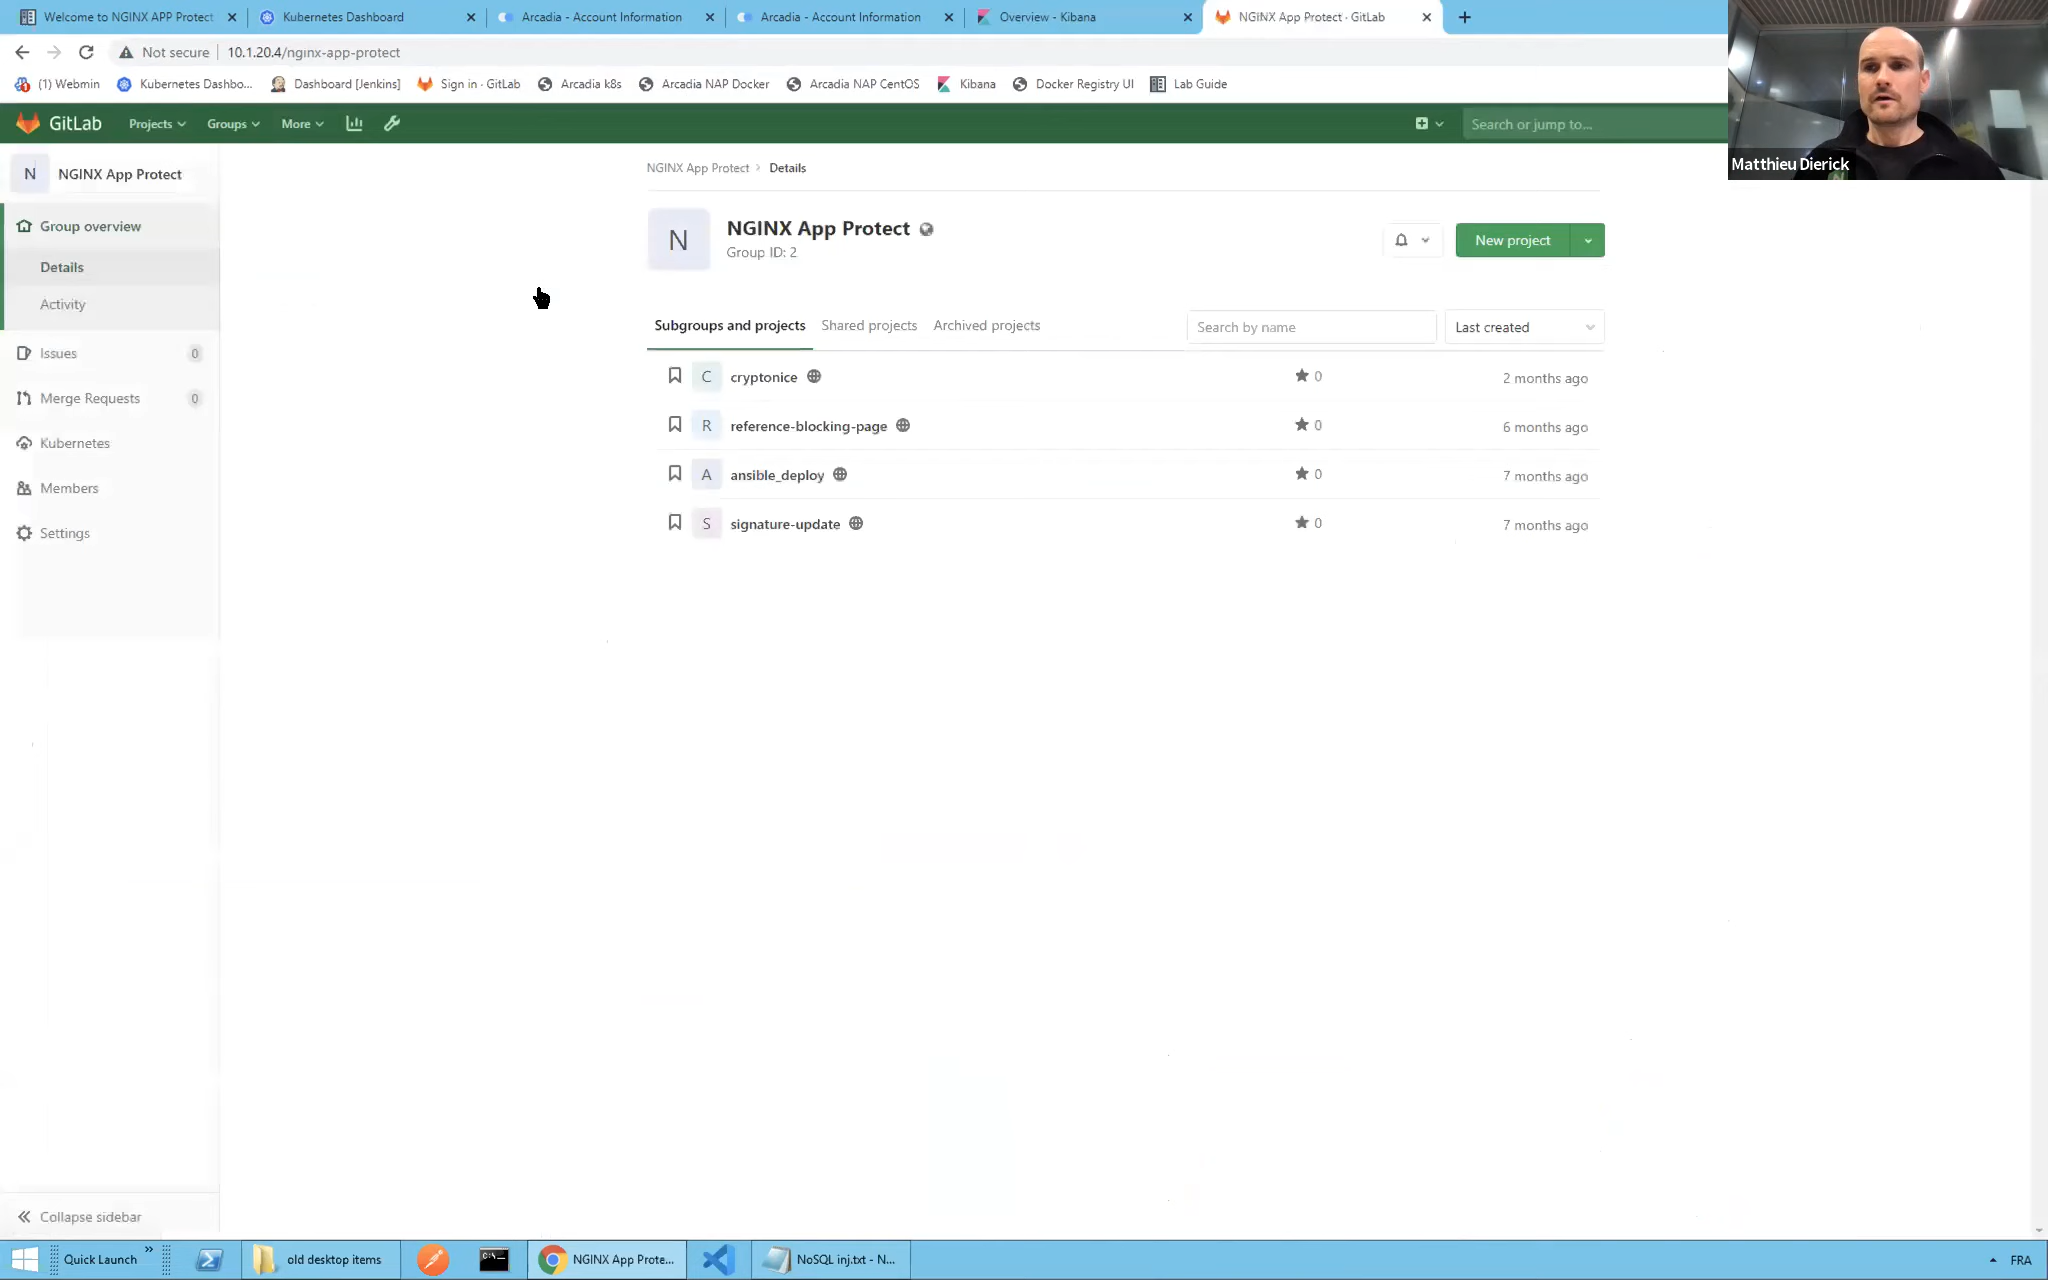 Welcome to NGINX APP Protect
Kubernetes Dashboard
Arcadia - Account Information
Arcadia - Account Information
Overview - Kibana
NGINX App Protect · GitLab
Not secure
10.1.20.4/nginx-app-protect
(1) Webmin
Kubernetes Dashbo...
Dashboard [Jenkins]
Sign in · GitLab
Arcadia k8s
Arcadia NAP Docker
Arcadia NAP CentOS
Kibana
Docker Registry UI
Lab Guide
GitLab
Projects
Groups
More
Search or jump to...
Matthieu Dierick
N
NGINX App Protect
Group overview
Details
Activity
Issues 0
Merge Requests 0
Kubernetes
Members
Settings
Collapse sidebar
NGINX App Protect > Details
N
NGINX App Protect
Group ID: 2
New project
Subgroups and projects
Shared projects
Archived projects
Search by name
Last created
C cryptonice 0 2 months ago
R reference-blocking-page 0 6 months ago
A ansible_deploy 0 7 months ago
S signature-update 0 7 months ago
Quick Launch
old desktop items
NGINX App Prote...
NoSQL inj.txt - N...
FRA